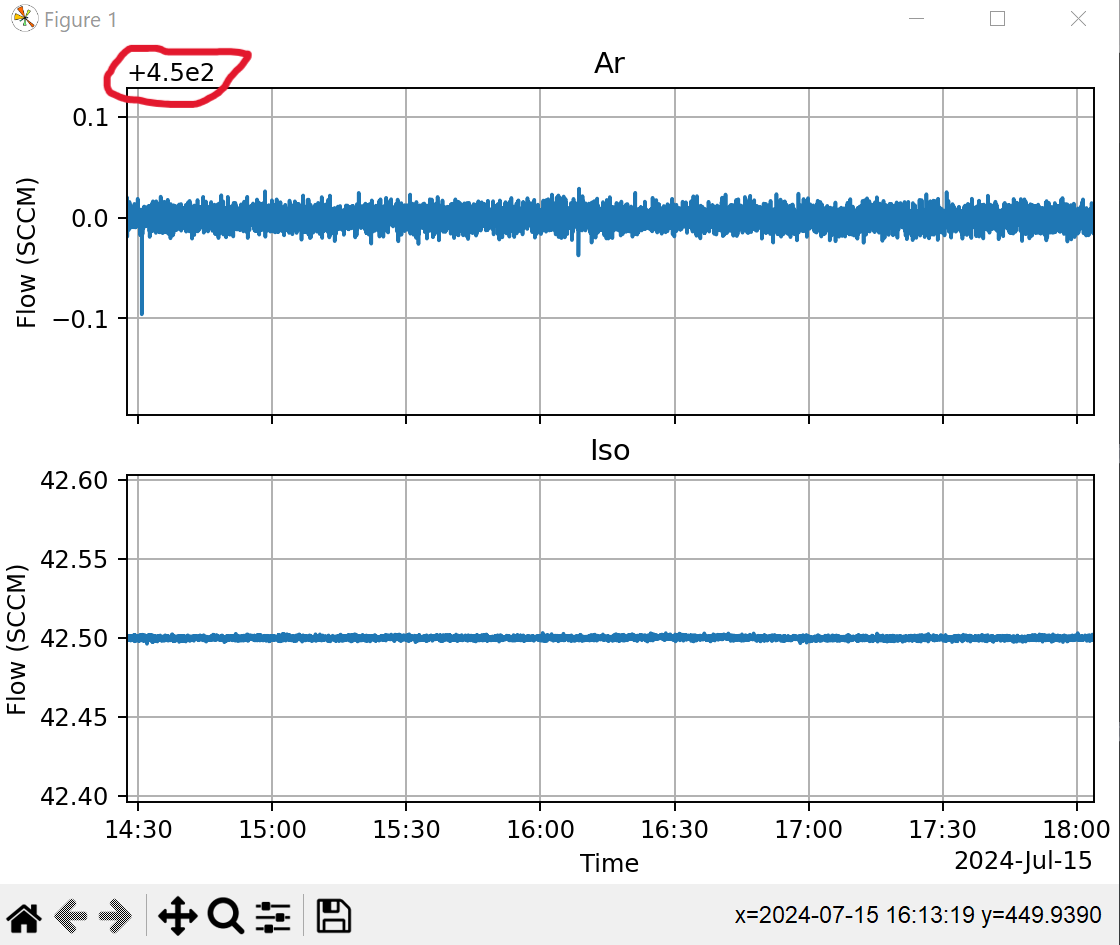 Figure 1
+4.5e2
Ar
0.1
0.0
−0.1
Flow (SCCM)
Iso
42.60
42.55
42.50
42.45
42.40
Flow (SCCM)
14:30 15:00 15:30 16:00 16:30 17:00 17:30 18:00
Time
2024-Jul-15
x=2024-07-15 16:13:19 y=449.9390